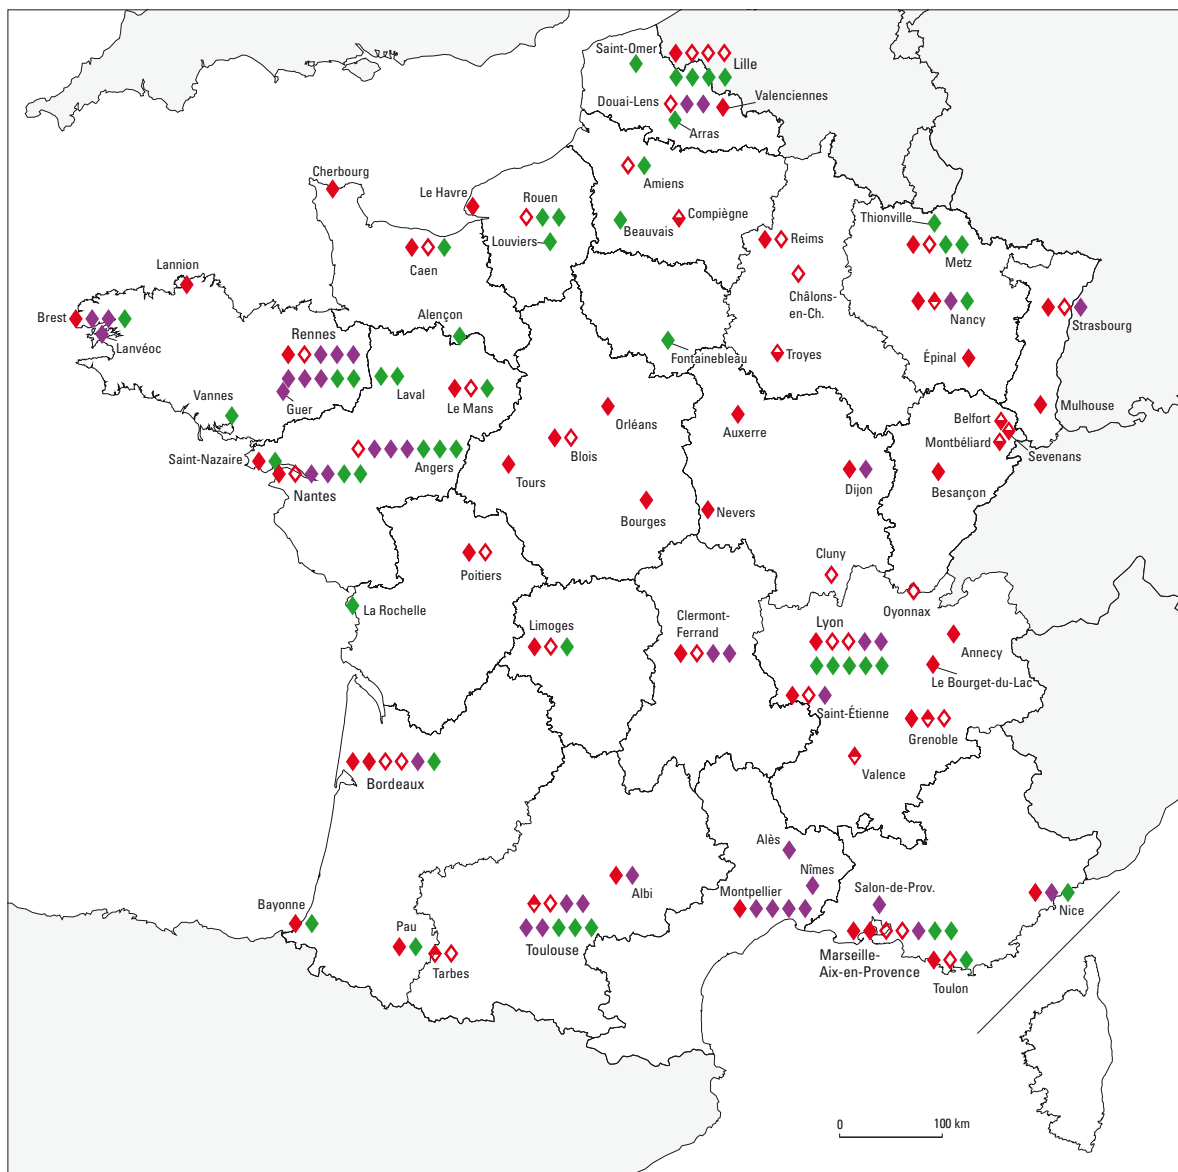 Saint-Omer
Lille
Douai-Lens
Valenciennes
Arras
Cherbourg
Le Havre
Rouen
Amiens
Compiègne
Beauvais
Louviers
Caen
Thionville
Reims
Metz
Châlons-
en-Ch.
Nancy
Strasbourg
Lannion
Brest
Lanvéoc
Alençon
Rennes
Fontainebleau
Troyes
Épinal
Guer
Laval
Le Mans
Vannes
Orléans
Auxerre
Mulhouse
Belfort
Montbéliard
Sevenans
Saint-Nazaire
Angers
Blois
Nantes
Tours
Dijon
Besançon
Bourges
Nevers
Poitiers
Cluny
La Rochelle
Oyonnax
Limoges
Clermont-
Ferrand
Lyon
Annecy
Le Bourget-du-Lac
Saint-Étienne
Grenoble
Bordeaux
Valence
Alès
Nîmes
Albi
Montpellier
Salon-de-Prov.
Nice
Bayonne
Pau
Toulouse
Tarbes
Marseille-
Aix-en-Provence
Toulon
0 100 km